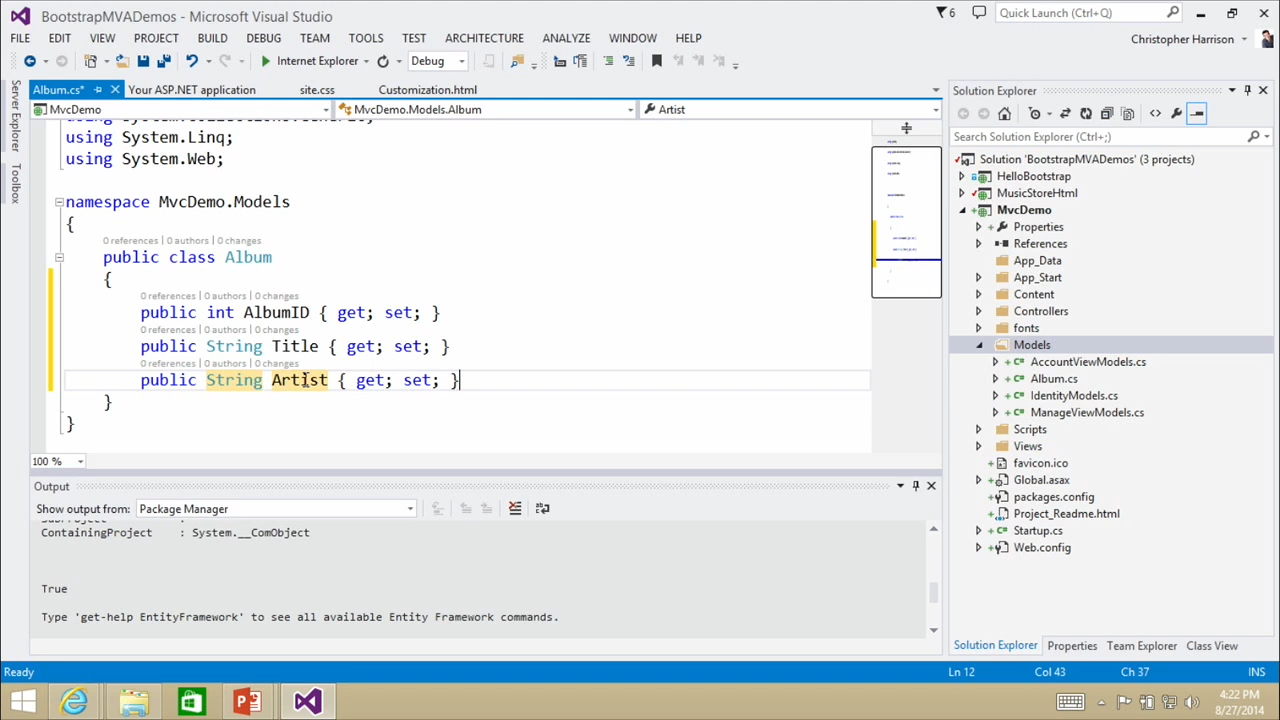 BootstrapMVADemos - Microsoft Visual Studio
6
Quick Launch (Ctrl+Q)
FILE EDIT VIEW PROJECT BUILD DEBUG TEAM TOOLS TEST ARCHITECTURE ANALYZE WINDOW HELP
Christopher Harrison
Internet Explorer Debug
Server Explorer
Toolbox
Album.cs* Your ASP.NET application site.css Customization.html
MvcDemo MvcDemo.Models.Album Artist
using System.Linq;
using System.Web;
namespace MvcDemo.Models
{
0 references | 0 authors | 0 changes
public class Album
{
0 references | 0 authors | 0 changes
public int AlbumID { get; set; }
0 references | 0 authors | 0 changes
public String Title { get; set; }
0 references | 0 authors | 0 changes
public String Artist { get; set; }
}
}
100 %
Output
Show output from: Package Manager
ContainingProject : System.__ComObject
True
Type 'get-help EntityFramework' to see all available Entity Framework commands.
Solution Explorer
Search Solution Explorer (Ctrl+;)
Solution 'BootstrapMVADemos' (3 projects)
HelloBootstrap
MusicStoreHtml
MvcDemo
Properties
References
App_Data
App_Start
Content
Controllers
fonts
Models
AccountViewModels.cs
Album.cs
IdentityModels.cs
ManageViewModels.cs
Scripts
Views
favicon.ico
Global.asax
packages.config
Project_Readme.html
Startup.cs
Web.config
Solution Explorer Properties Team Explorer Class View
Ready Ln 12 Col 43 Ch 37 INS
4:22 PM
8/27/2014